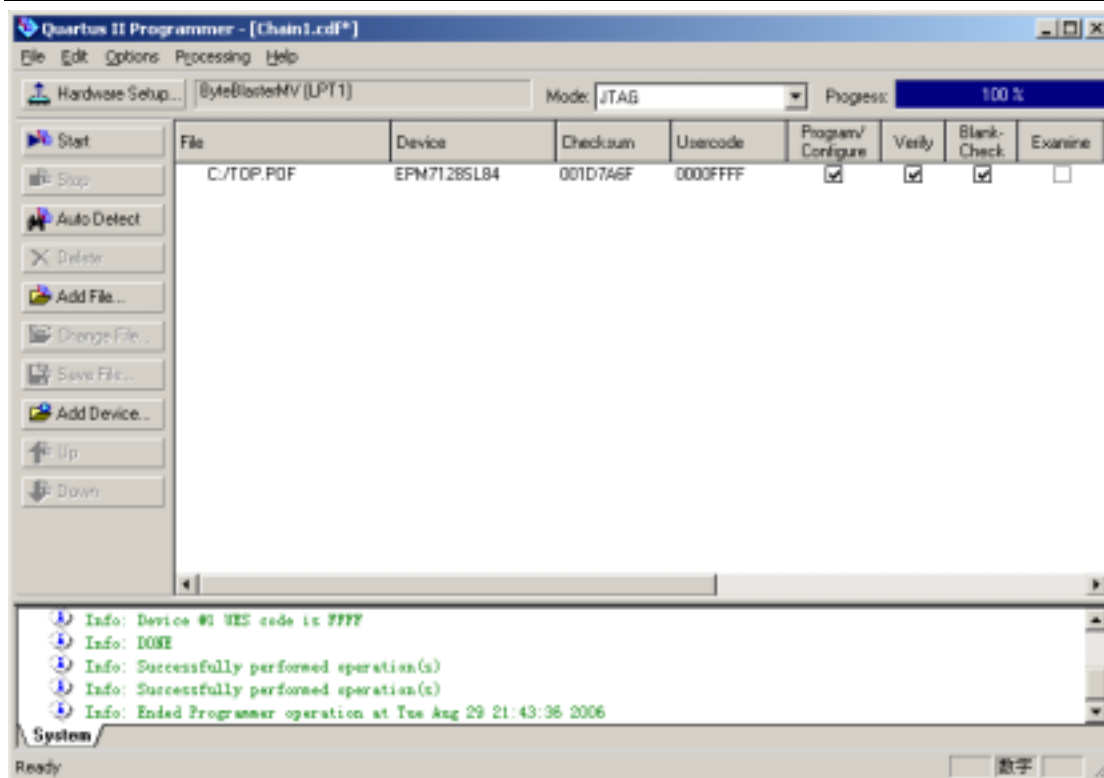 Quartus II Programmer - [Chain1.cdf*]
File Edit Options Processing Help
Hardware Setup... ByteBlasterMV [LPT1] Mode: JTAG Progress: 100 %
Start
Stop
Auto Detect
Delete
Add File...
Change File...
Save File...
Add Device...
Up
Down
File Device Checksum Usercode Program/Configure Verify Blank-Check Examine
C:/TOP.POF EPM7128SL84 001D7A6F 0000FFFF
Info: Device #1 UES code is FFFF
Info: DONE
Info: Successfully performed operation(s)
Info: Successfully performed operation(s)
Info: Ended Programmer operation at Tue Aug 29 21:43:36 2006
System
Ready 数字